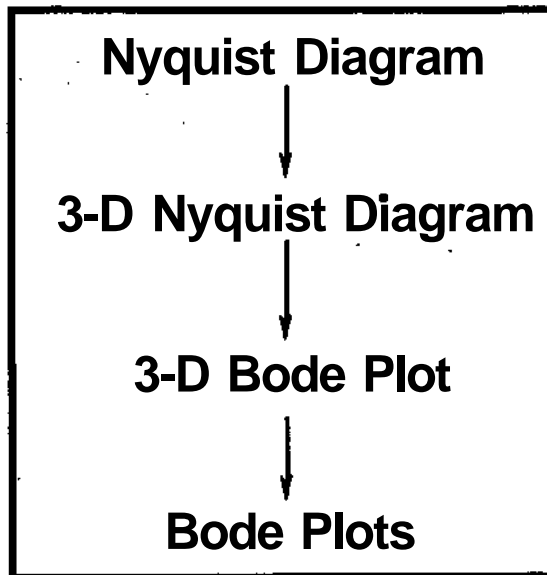 Nyquist Diagram
3-D Nyquist Diagram
3-D Bode Plot
Bode Plots